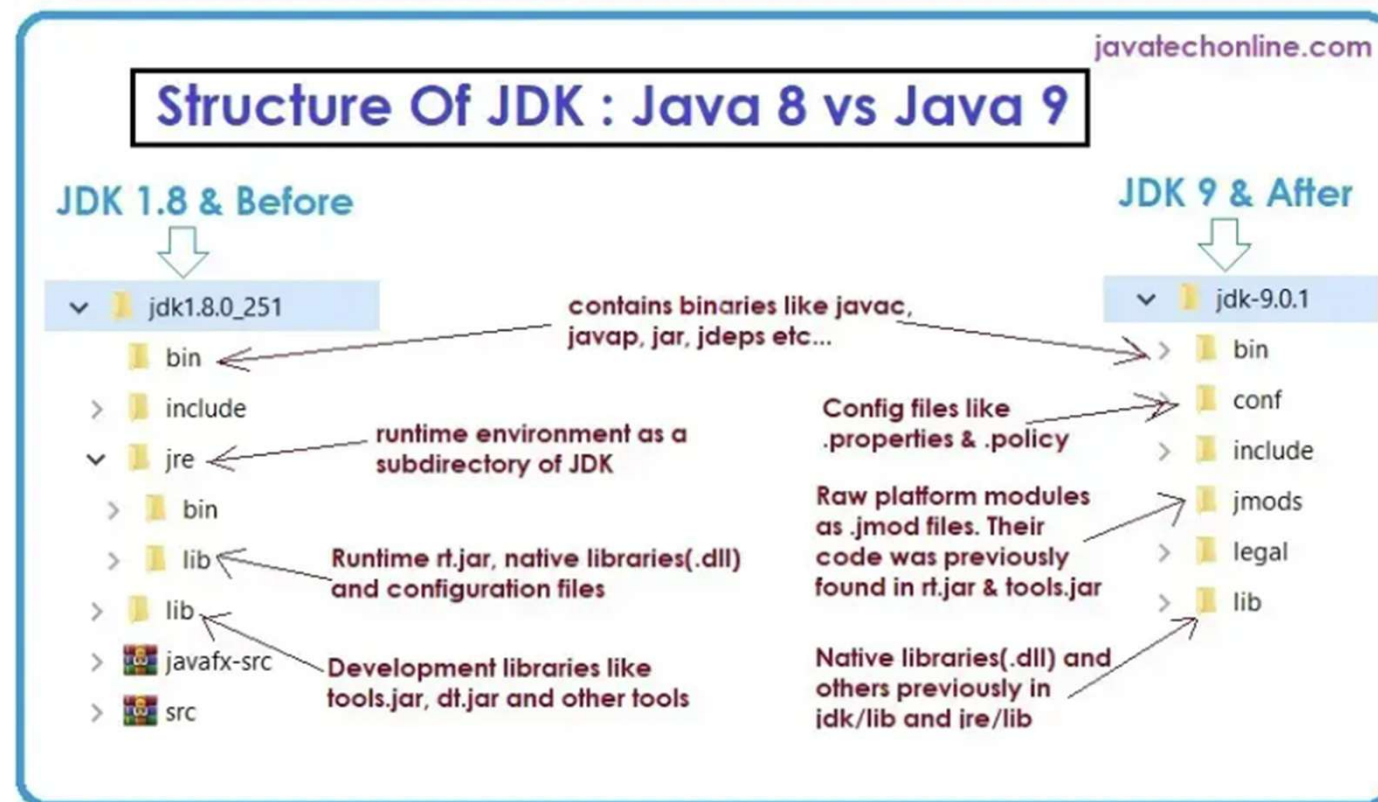 javatechonline.com
Structure Of JDK : Java 8 vs Java 9
JDK 1.8 & Before
jdk1.8.0_251
bin
include
jre
bin
lib
lib
javafx-src
src
contains binaries like javac,
javap, jar, jdeps etc...
runtime environment as a
subdirectory of JDK
Runtime rt.jar, native libraries(.dll)
and configuration files
Development libraries like
tools.jar, dt.jar and other tools
JDK 9 & After
jdk-9.0.1
bin
conf
include
jmods
legal
lib
Config files like
.properties & .policy
Raw platform modules
as .jmod files. Their
code was previously
found in rt.jar & tools.jar
Native libraries(.dll) and
others previously in
jdk/lib and jre/lib